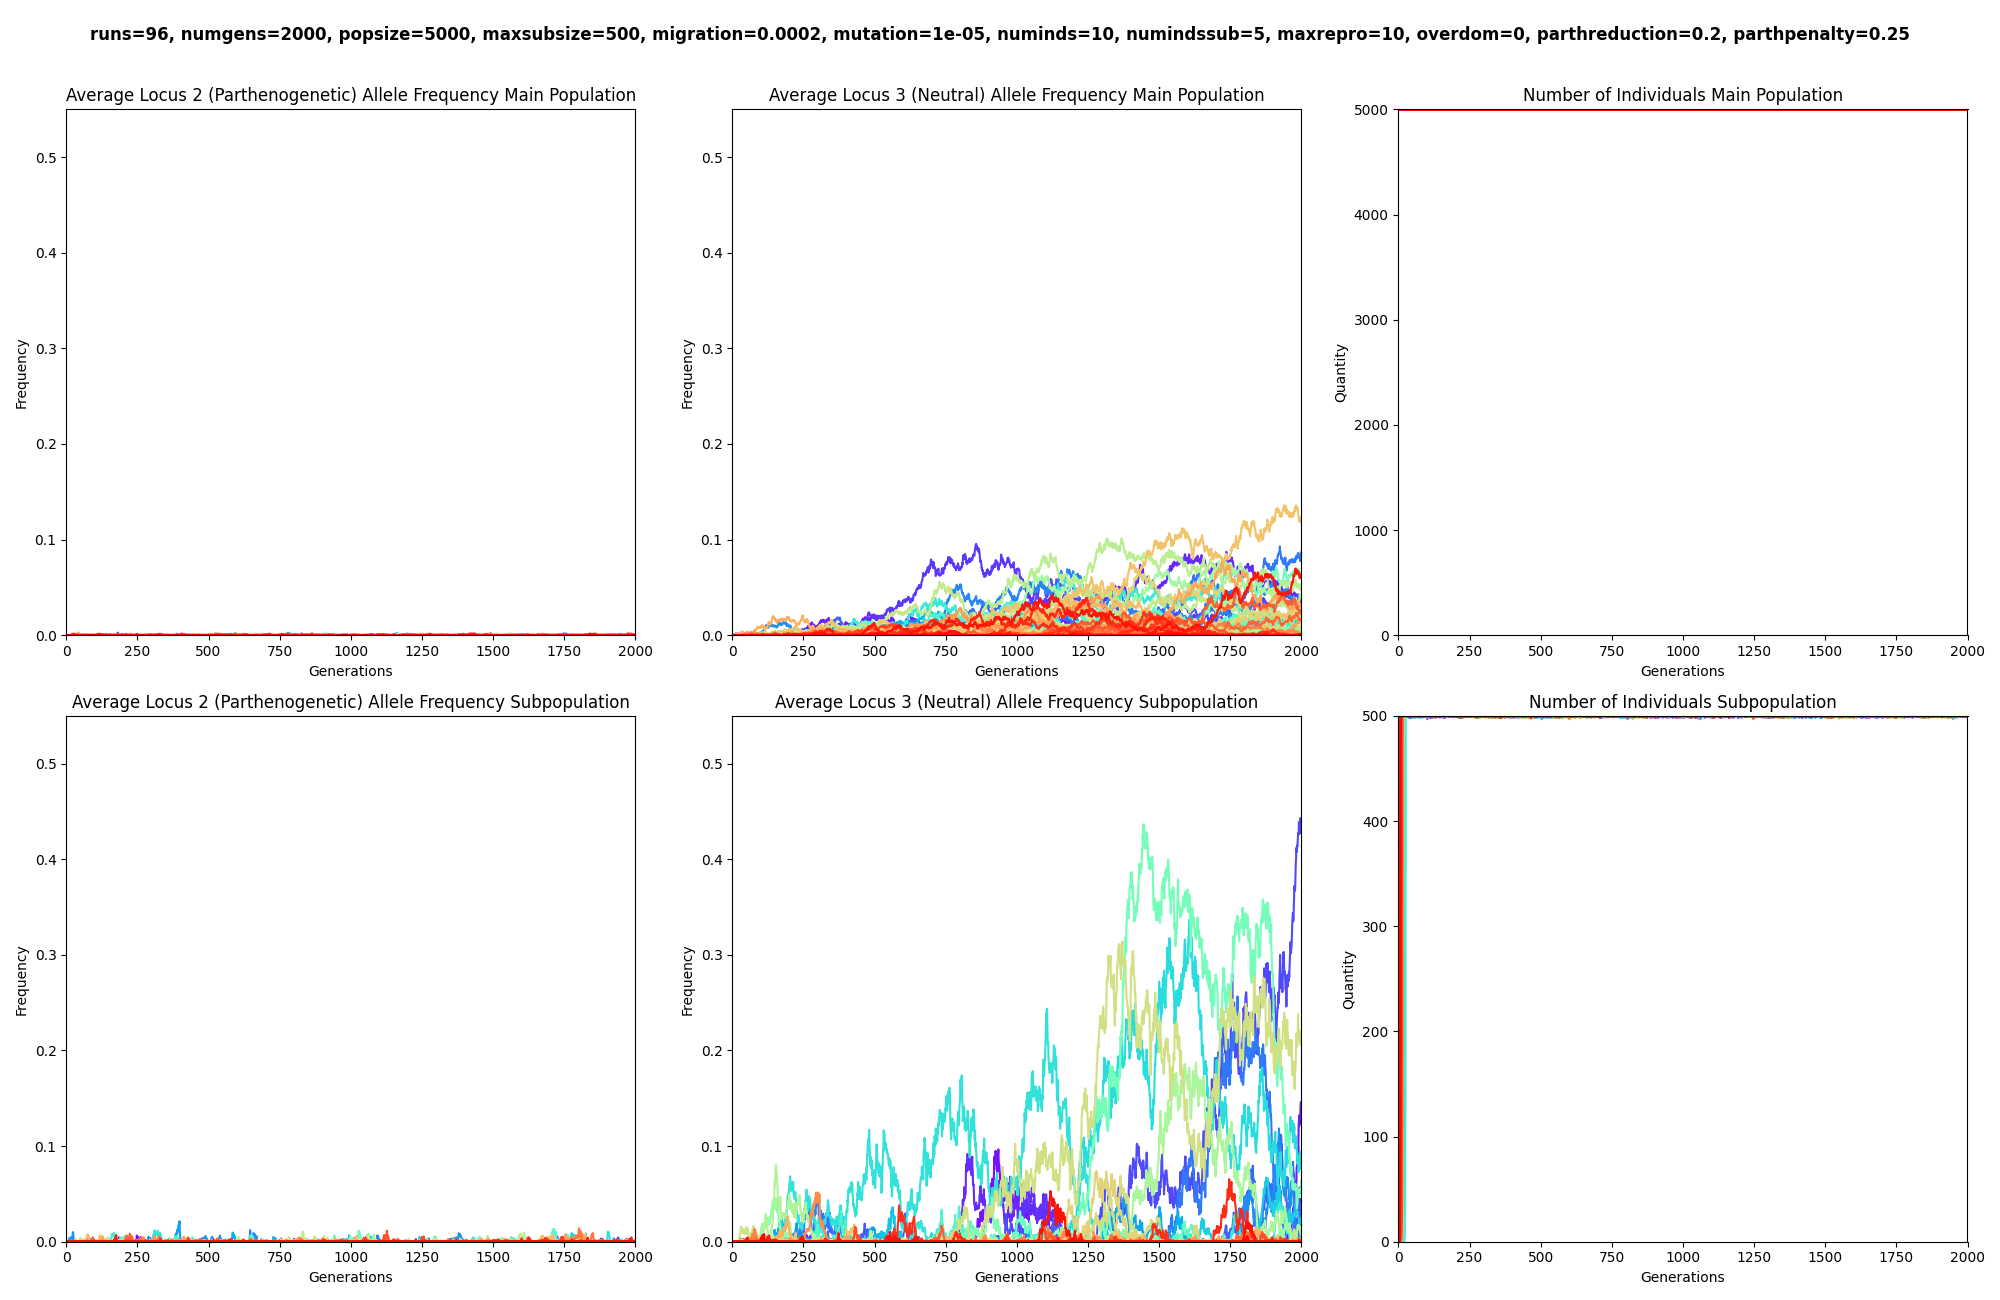 runs=96, numgens=2000, popsize=5000, maxsubsize=500, migration=0.0002, mutation=1e-05, numinds=10, numindssub=5, maxrepro=10, overdom=0, parthreduction=0.2, parthpenalty=0.25
Average Locus 2 (Parthenogenetic) Allele Frequency Main Population
Frequency
0.5
0.4
0.3
0.2
0.1
0.0
0 250 500 750 1000 1250 1500 1750 2000
Generations
Average Locus 3 (Neutral) Allele Frequency Main Population
Frequency
0.5
0.4
0.3
0.2
0.1
0.0
0 250 500 750 1000 1250 1500 1750 2000
Generations
Number of Individuals Main Population
Quantity
5000
4000
3000
2000
1000
0
0 250 500 750 1000 1250 1500 1750 2000
Generations
Average Locus 2 (Parthenogenetic) Allele Frequency Subpopulation
Frequency
0.5
0.4
0.3
0.2
0.1
0.0
0 250 500 750 1000 1250 1500 1750 2000
Generations
Average Locus 3 (Neutral) Allele Frequency Subpopulation
Frequency
0.5
0.4
0.3
0.2
0.1
0.0
0 250 500 750 1000 1250 1500 1750 2000
Generations
Number of Individuals Subpopulation
Quantity
500
400
300
200
100
0
0 250 500 750 1000 1250 1500 1750 2000
Generations